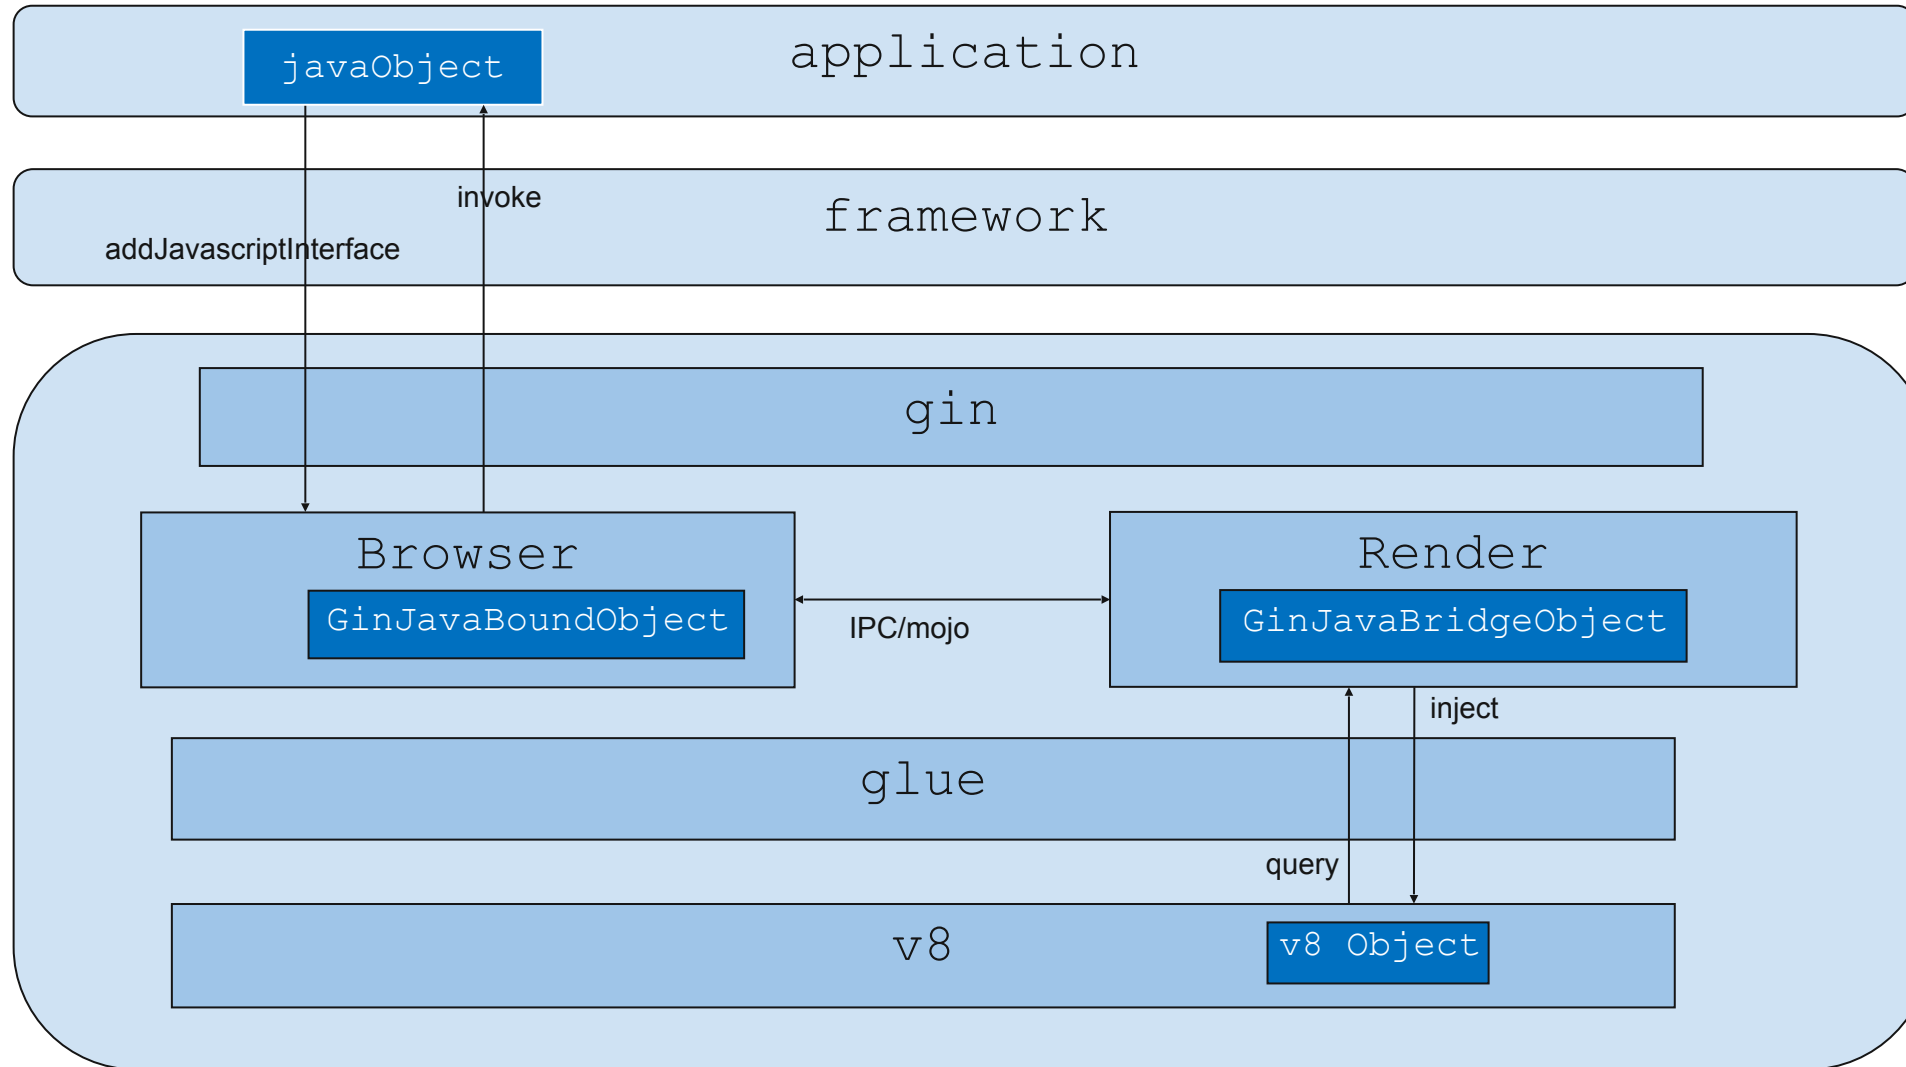 application
javaObject
invoke
framework
addJavascriptInterface
gin
Browser
Render
GinJavaBoundObject
GinJavaBridgeObject
IPC/mojo
inject
glue
query
v8
v8 Object